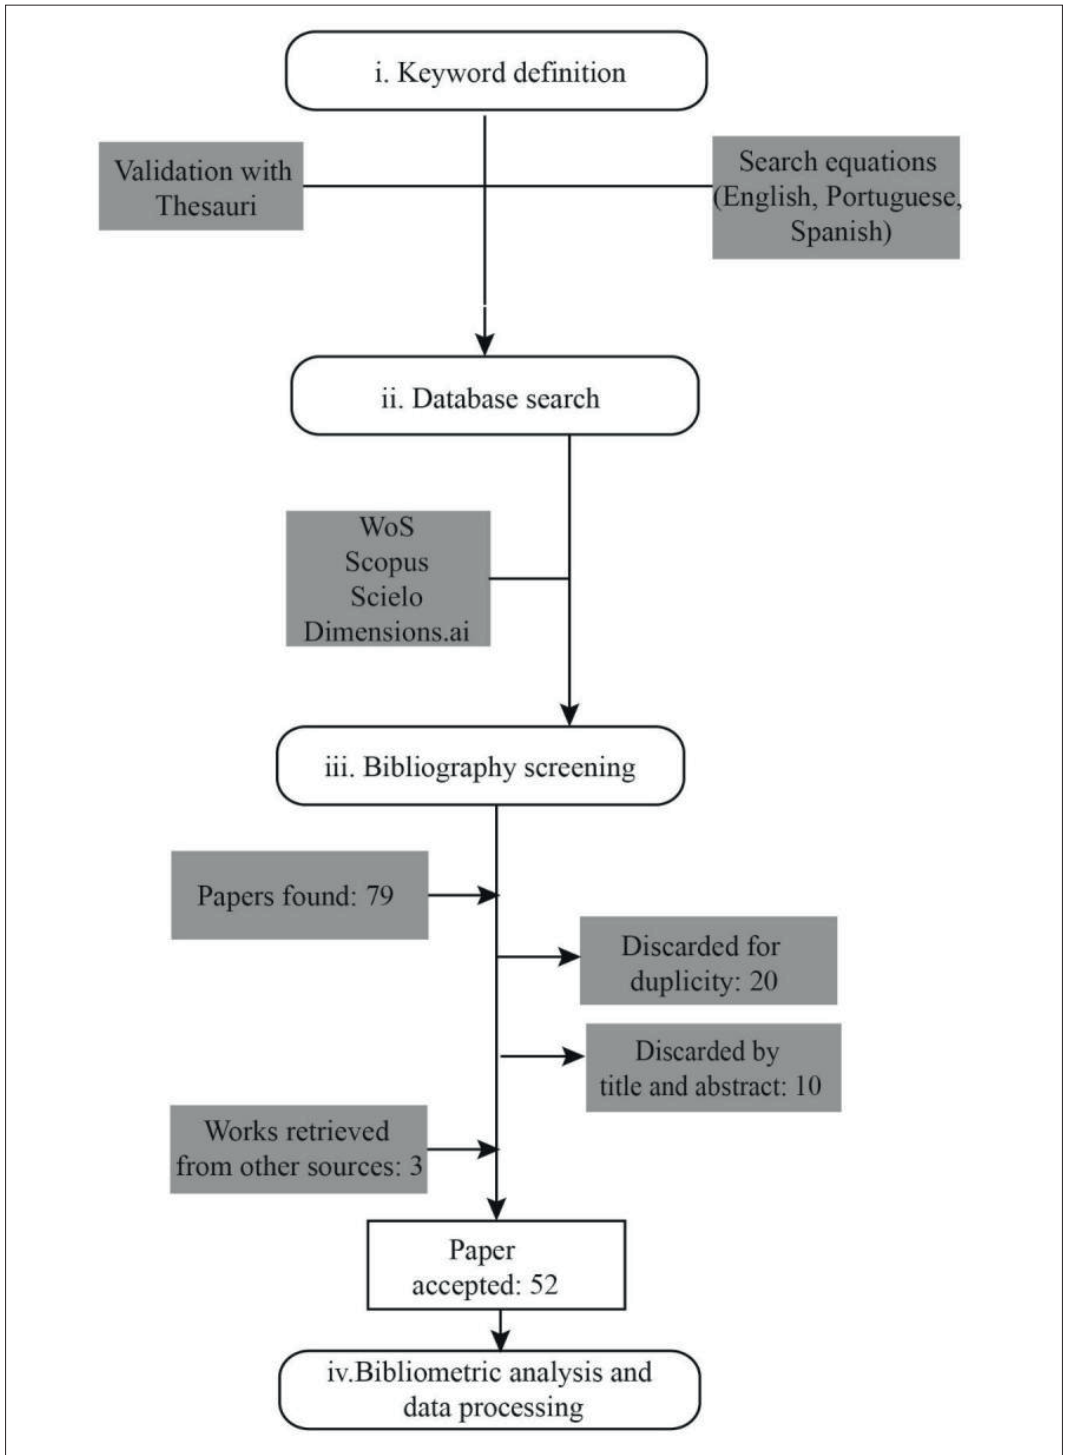 i. Keyword definition
Validation with
Thesauri
Search equations
(English, Portuguese,
Spanish)
ii. Database search
WoS
Scopus
Scielo
Dimensions.ai
iii. Bibliography screening
Papers found: 79
Discarded for
duplicity: 20
Discarded by
title and abstract: 10
Works retrieved
from other sources: 3
Paper
accepted: 52
iv.Bibliometric analysis and
data processing